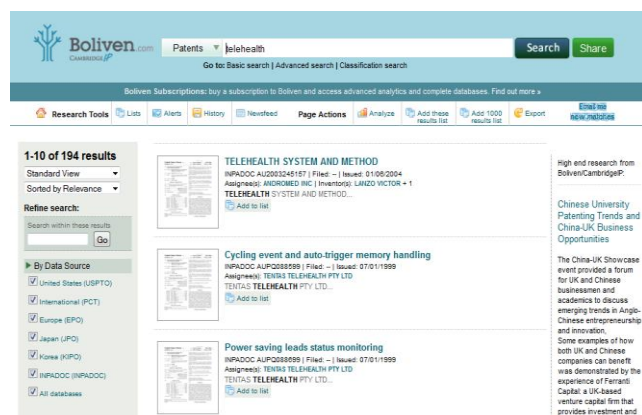 Boliven.com
CAMBRIDGEIP
Patents telehealth Search Share
Go to: Basic search | Advanced search | Classification search
Boliven Subscriptions: buy a subscription to Boliven and access advanced analytics and complete databases. Find out more »
Research Tools Lists Alerts History Newsfeed Page Actions Analyze Add these results list Add 1000 results list Export Email me new matches
1-10 of 194 results
Standard View
Sorted by Relevance
Refine search:
Search within these results
Go
By Data Source
United States (USPTO)
International (PCT)
Europe (EPO)
Japan (JPO)
Korea (KIPO)
INPADOC (INPADOC)
All databases
TELEHEALTH SYSTEM AND METHOD
INPADOC AU2003245157 | Filed: -- | Issued: 01/06/2004
Assignee(s): ANDROMED INC | Inventor(s): LANZO VICTOR + 1
TELEHEALTH SYSTEM AND METHOD...
Add to list
Cycling event and auto-trigger memory handling
INPADOC AUPQ088599 | Filed: -- | Issued: 07/01/1999
Assignee(s): TENTAS TELEHEALTH PTY LTD
TENTAS TELEHEALTH PTY LTD...
Add to list
Power saving leads status monitoring
INPADOC AUPQ088699 | Filed: -- | Issued: 07/01/1999
Assignee(s): TENTAS TELEHEALTH PTY LTD
TENTAS TELEHEALTH PTY LTD...
Add to list
High end research from
Boliven/CambridgeIP:
Chinese University
Patenting Trends and
China-UK Business
Opportunities
The China-UK Showcase
event provided a forum
for UK and Chinese
businessmen and
academics to discuss
emerging trends in Anglo-
Chinese entrepreneurship
and innovation,
Some examples of how
both UK and Chinese
companies can benefit
was demonstrated by the
experience of Ferranti
Capital: a UK-based
venture capital firm that
provides investment and